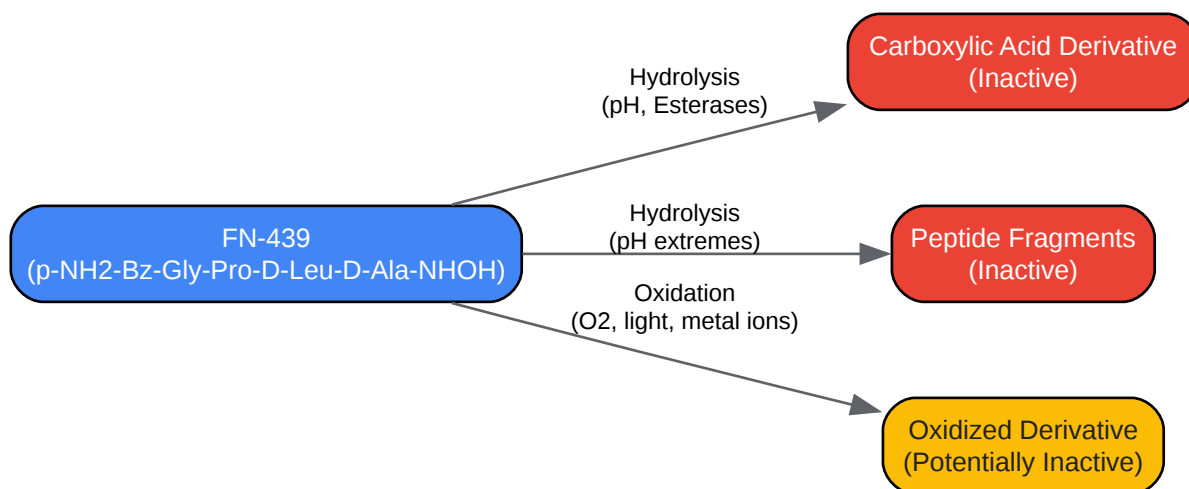 Carboxylic Acid Derivative
(Inactive)
Hydrolysis
(pH, Esterases)
FN-439
(p-NH2-Bz-Gly-Pro-D-Leu-D-Ala-NHOH)
Hydrolysis
(pH extremes)
Peptide Fragments
(Inactive)
Oxidation
(O2, light, metal ions)
Oxidized Derivative
(Potentially Inactive)